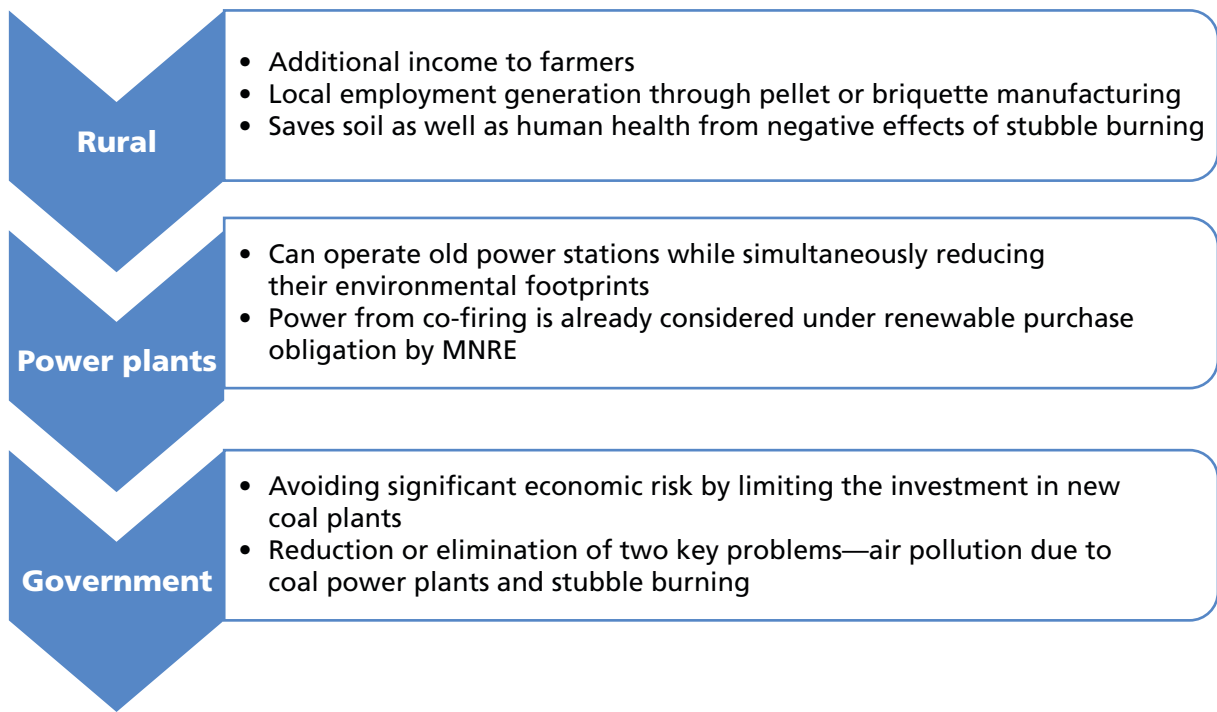 Rural
• Additional income to farmers
• Local employment generation through pellet or briquette manufacturing
• Saves soil as well as human health from negative effects of stubble burning
Power plants
• Can operate old power stations while simultaneously reducing
their environmental footprints
• Power from co-firing is already considered under renewable purchase
obligation by MNRE
Government
• Avoiding significant economic risk by limiting the investment in new
coal plants
• Reduction or elimination of two key problems—air pollution due to
coal power plants and stubble burning